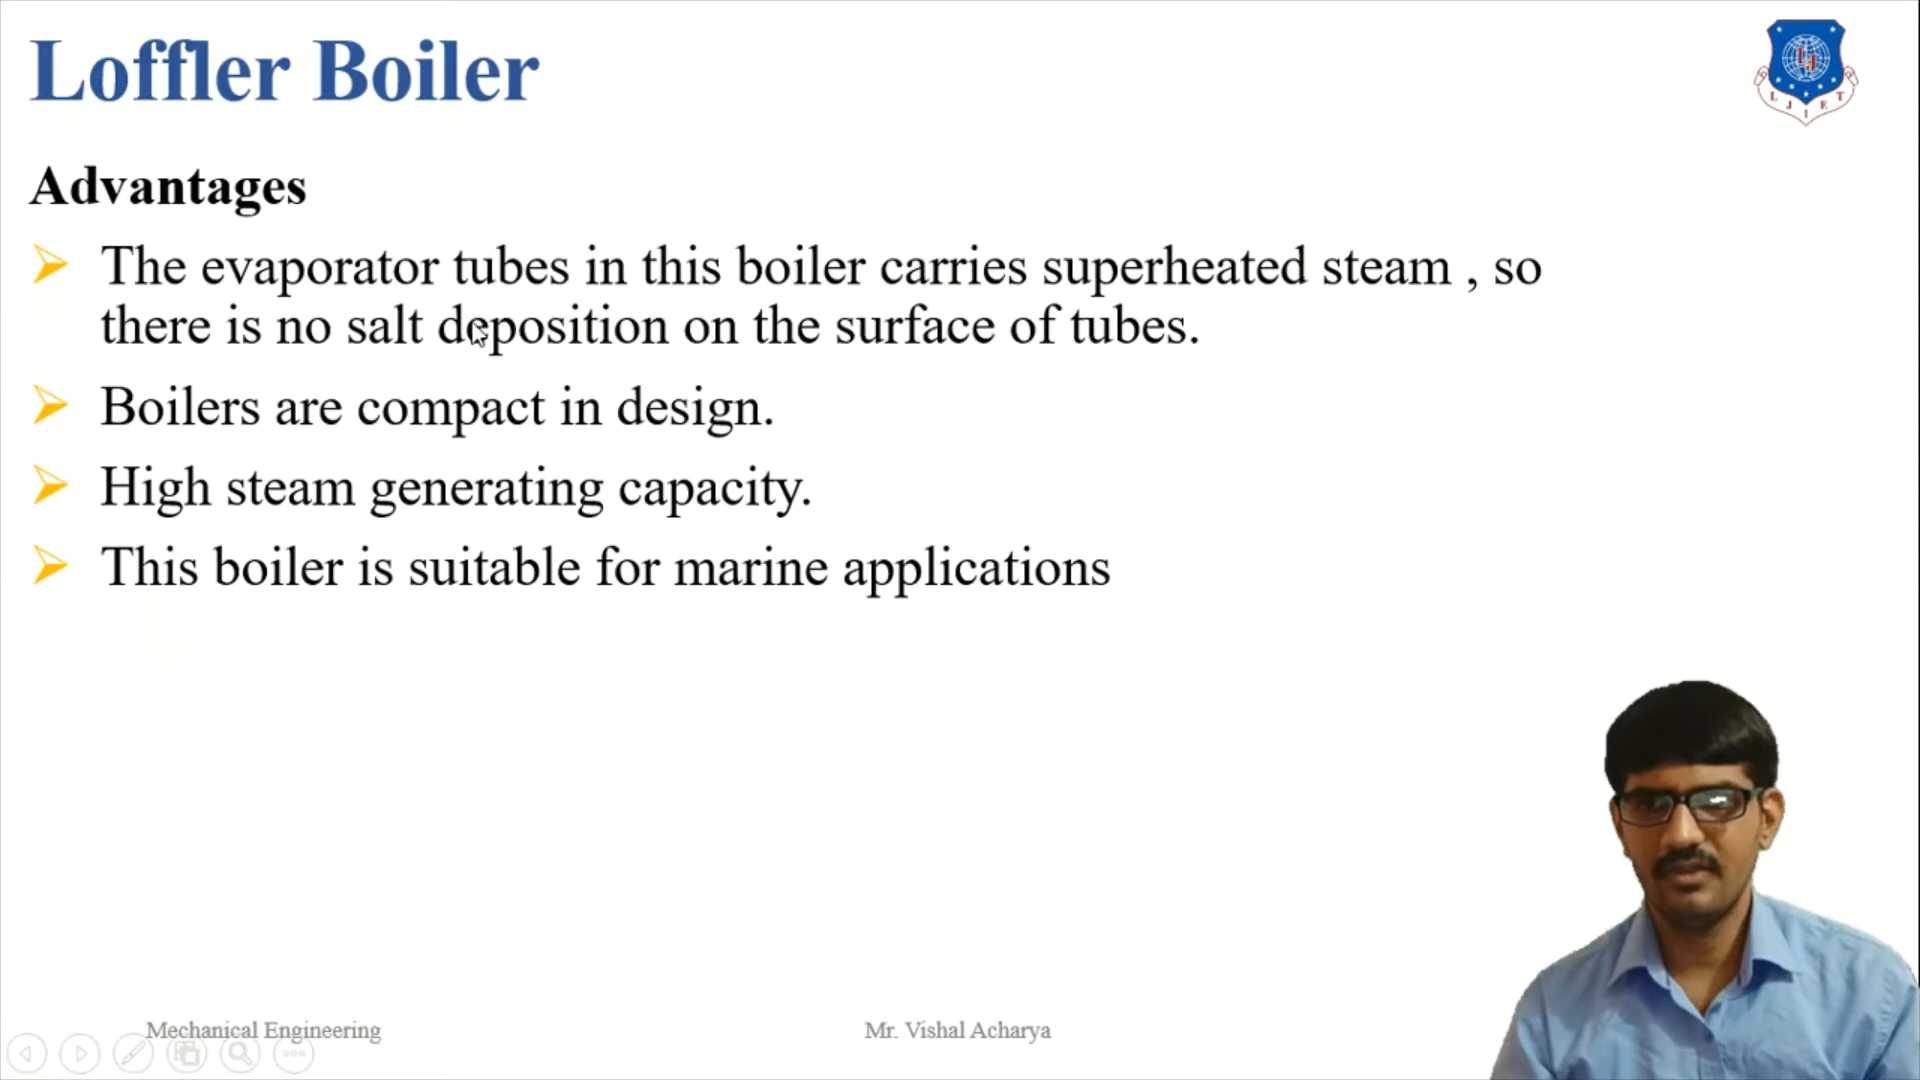 Loffler Boiler
L J I E T
Advantages
The evaporator tubes in this boiler carries superheated steam , so
there is no salt deposition on the surface of tubes.
Boilers are compact in design.
High steam generating capacity.
This boiler is suitable for marine applications
Mechanical Engineering
Mr. Vishal Acharya